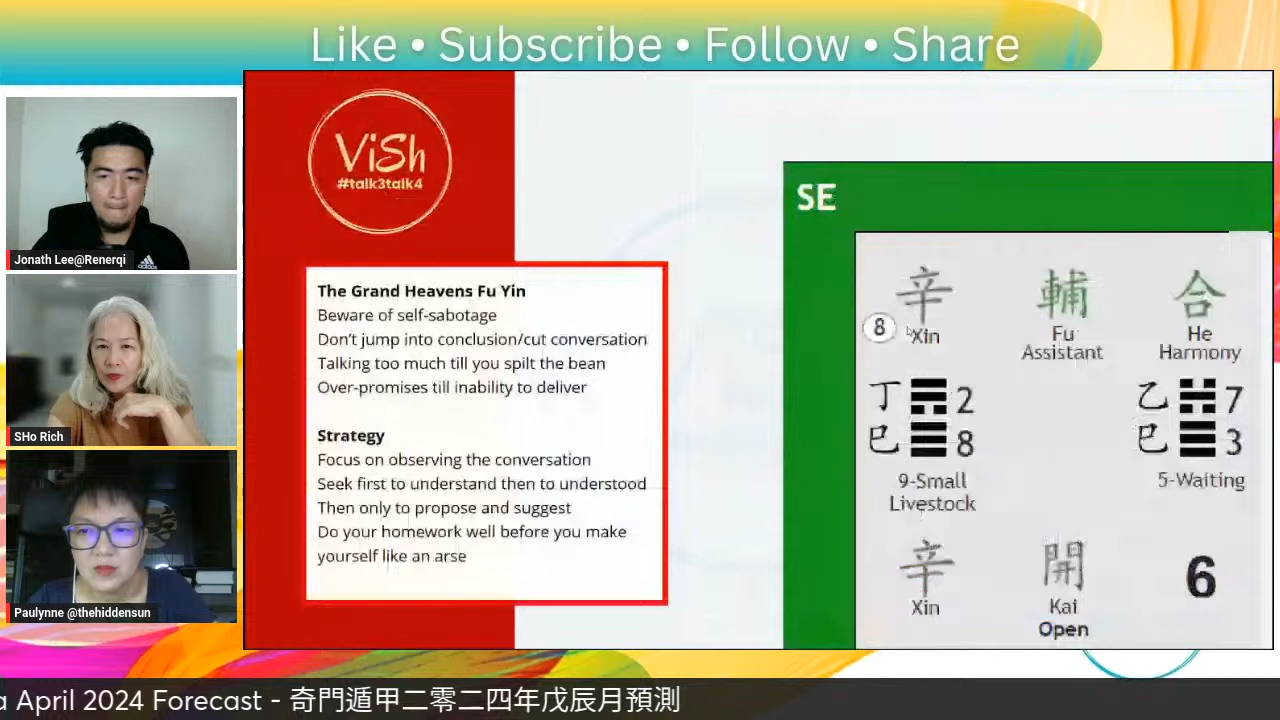 Like • Subscribe • Follow • Share
Jonath Lee@Renerqi
adidas
SHo Rich
Paulynne @thehiddensun
ViSh
#talk3talk4
The Grand Heavens Fu Yin
Beware of self-sabotage
Don't jump into conclusion/cut conversation
Talking too much till you spilt the bean
Over-promises till inability to deliver
Strategy
Focus on observing the conversation
Seek first to understand then to understood
Then only to propose and suggest
Do your homework well before you make
yourself like an arse
SE
辛 輔 合
8 Xin Fu He
Assistant Harmony
丁 2 乙 7
巳 8 巳 3
9-Small 5-Waiting
Livestock
辛 開 6
Xin Kai
Open
a April 2024 Forecast - 奇門遁甲二零二四年戊辰月預測